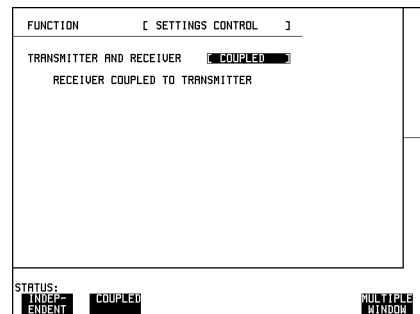 FUNCTION [ SETTINGS CONTROL ]
TRANSMITTER AND RECEIVER [ COUPLED ]
RECEIVER COUPLED TO TRANSMITTER
STATUS:
INDEP- COUPLED MULTIPLE
ENDENT WINDOW